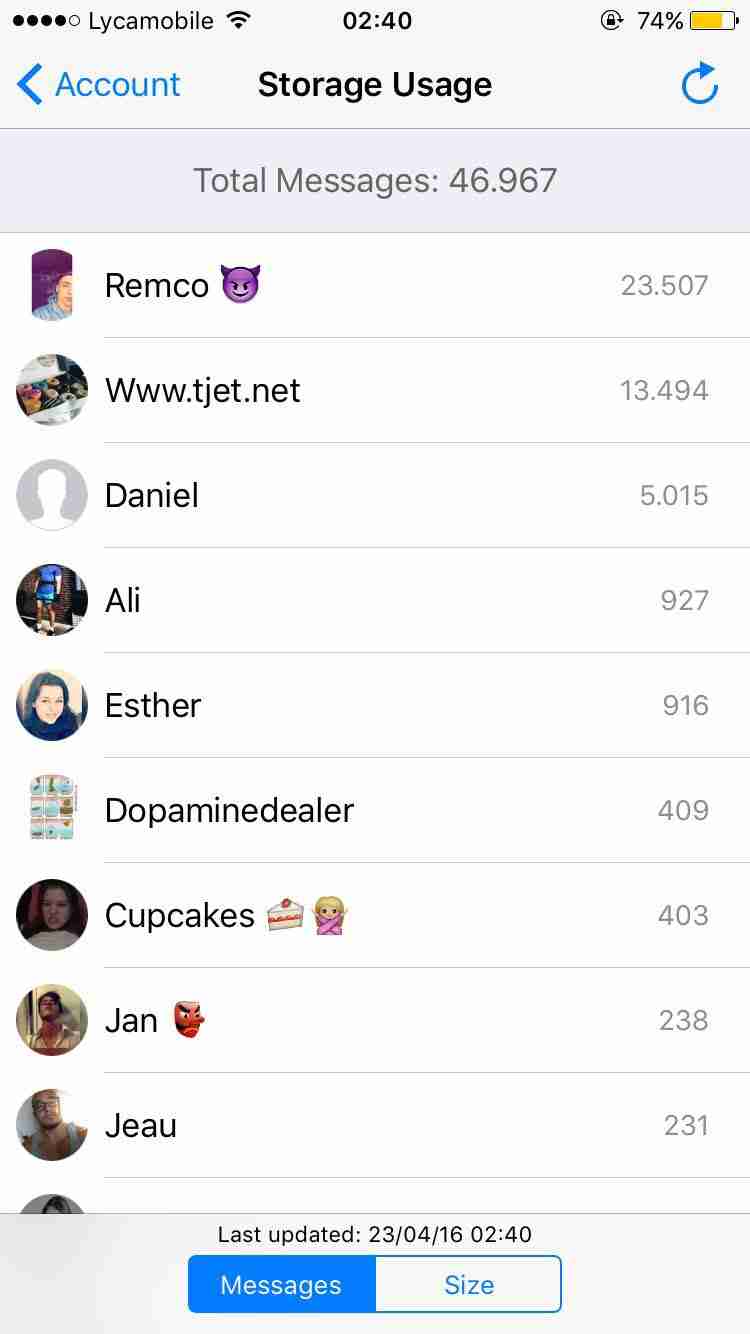 Lycamobile 02:40 74%
Account Storage Usage
Total Messages: 46.967
Remco 😈 23.507
Www.tjet.net 13.494
Daniel 5.015
Ali 927
Esther 916
Dopaminedealer 409
Cupcakes 🍰🙅🏼 403
Jan 👺 238
Jeau 231
Last updated: 23/04/16 02:40
Messages Size